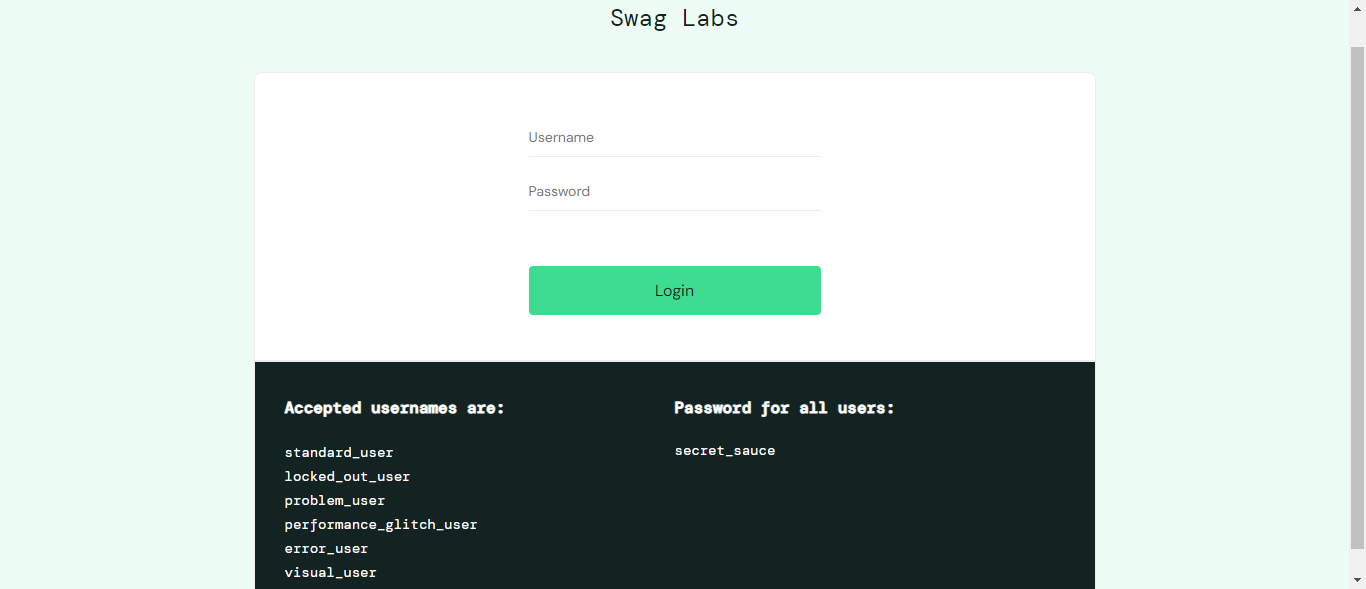 Swag Labs
Username
Password
Login
Accepted usernames are:
standard_user
locked_out_user
problem_user
performance_glitch_user
error_user
visual_user
Password for all users:
secret_sauce